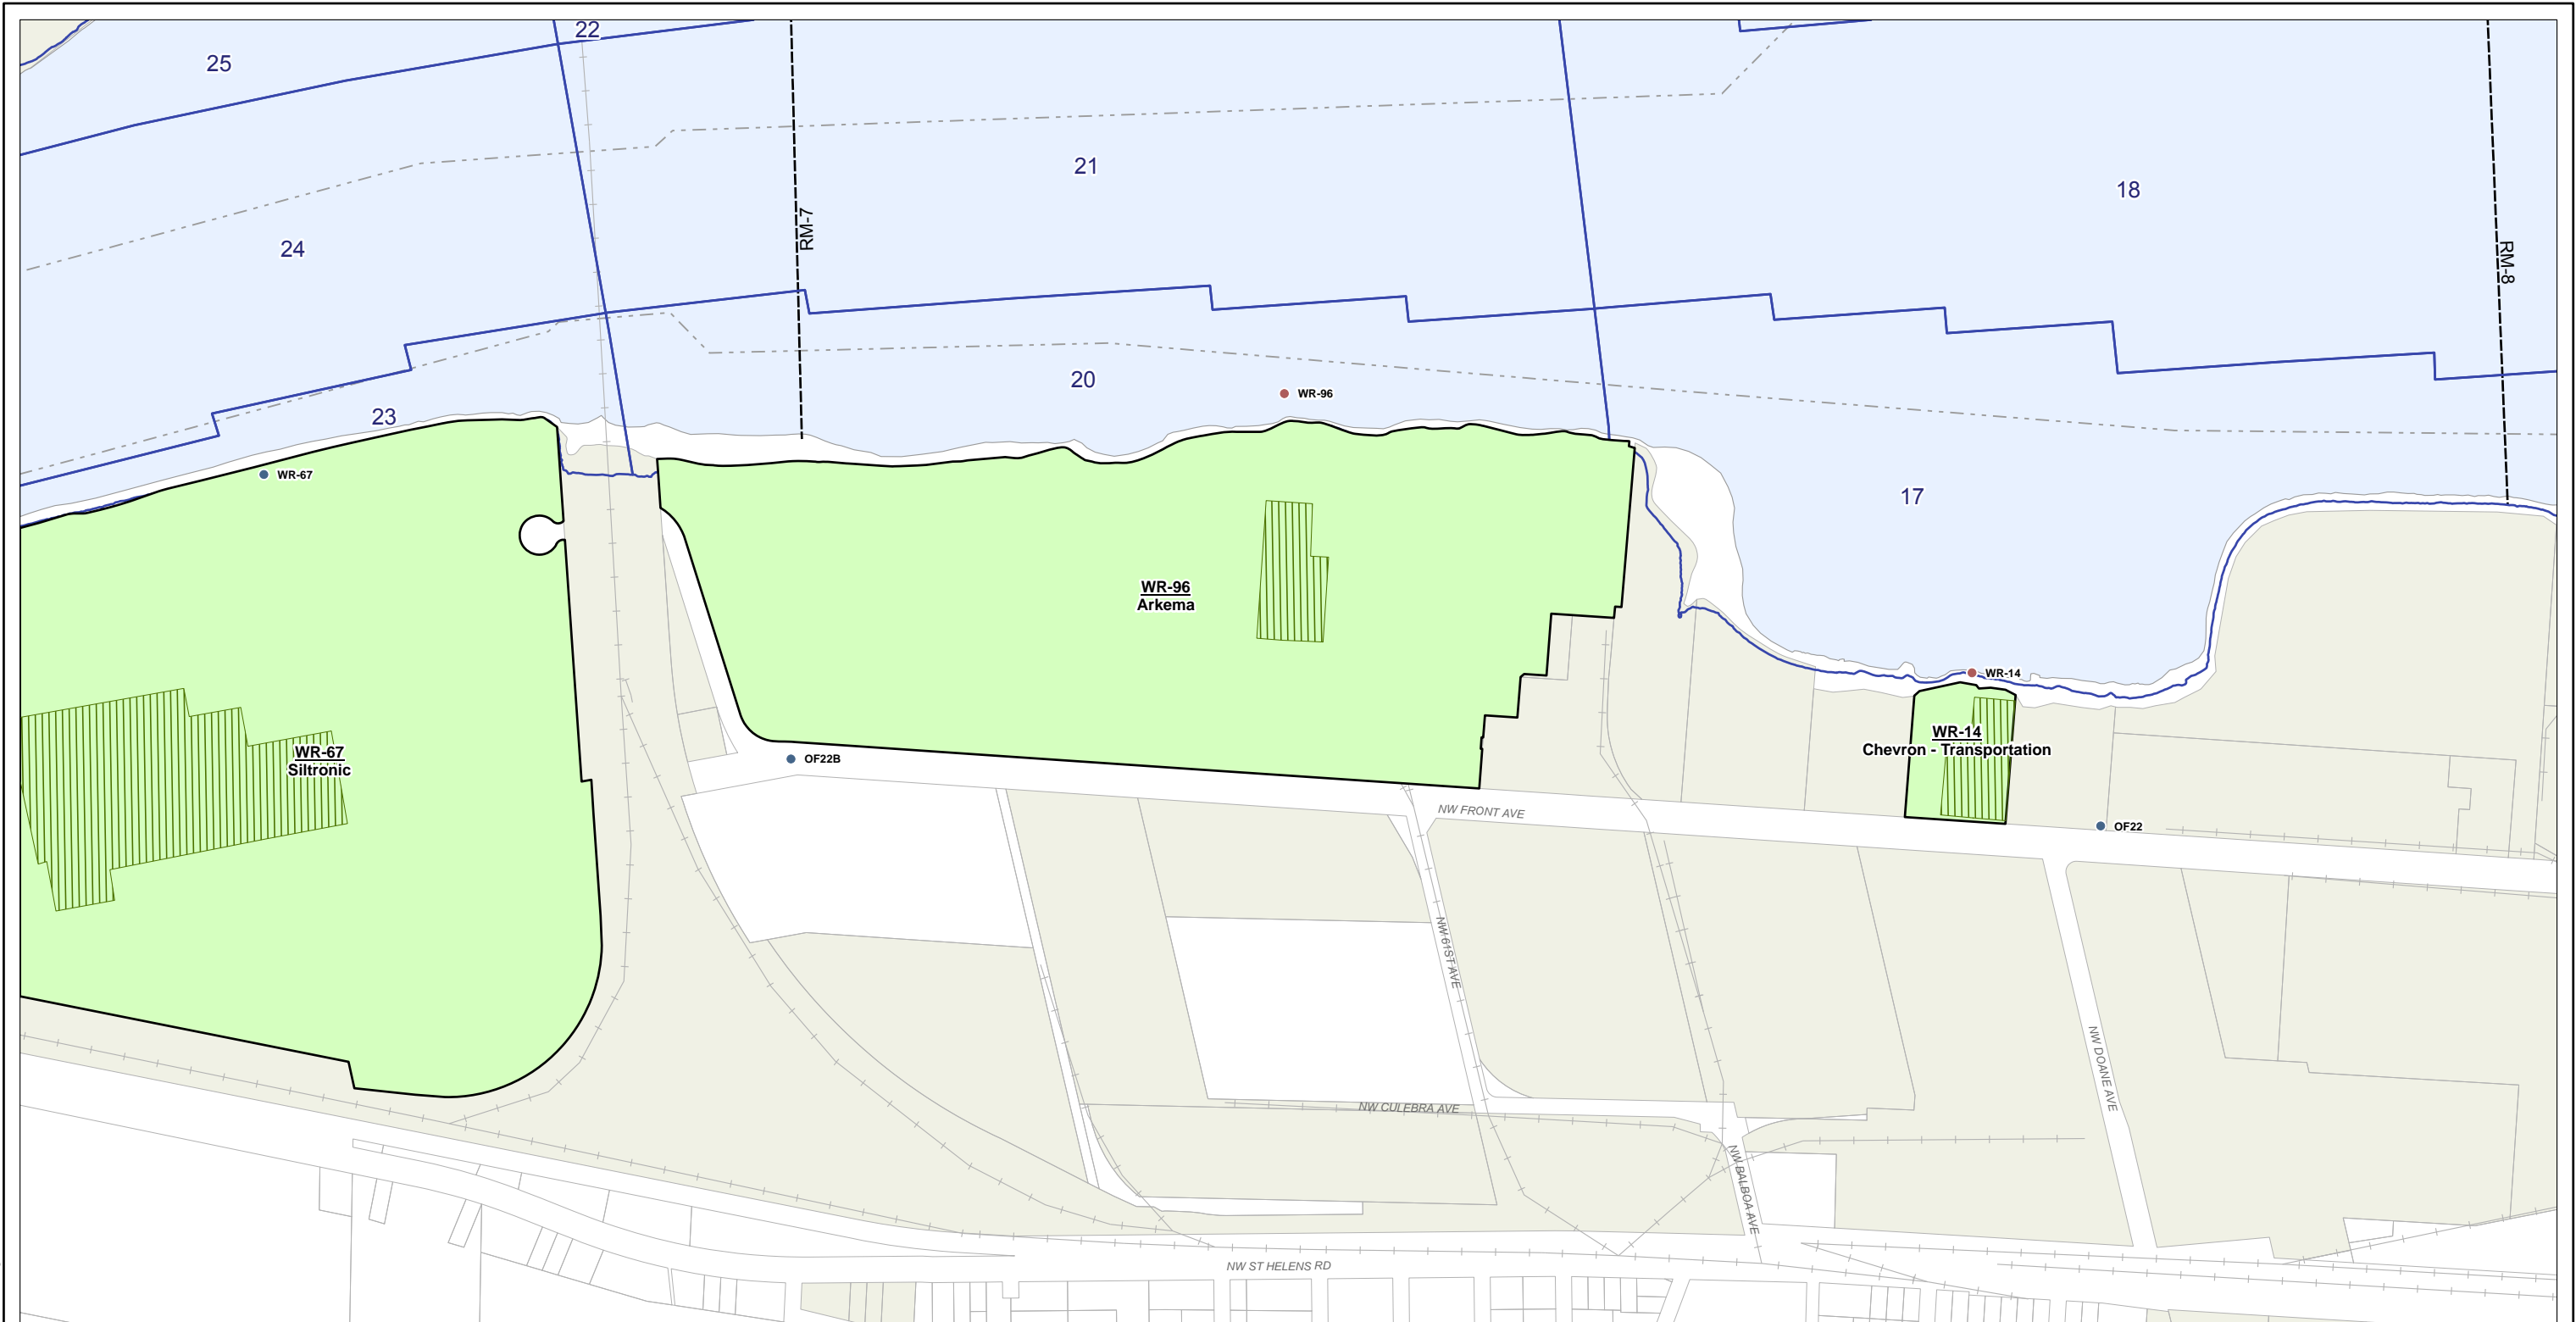 22
25
21
18
RM-7
RM-8
24
20
WR-96
23
WR-67
17
WR-96
Arkema
WR-14
WR-14
Chevron - Transportation
WR-67
Siltronic
OF22B
NW FRONT AVE
OF22
NW 61ST AVE
NW DOANE AVE
NW CULEBRA AVE
NW BALBOA AVE
NW ST HELENS RD